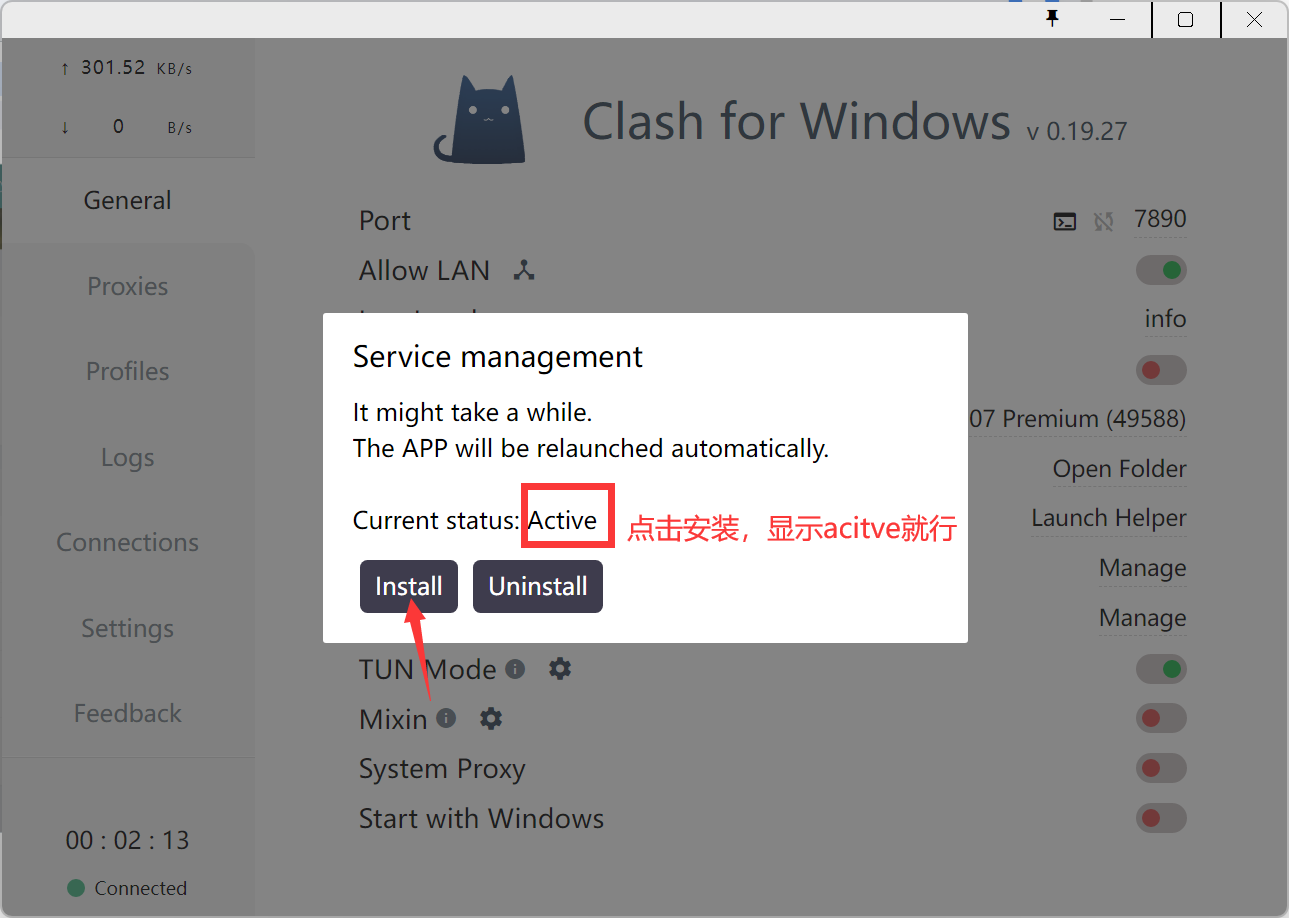 ↑ 301.52 KB/s
↓ 0 B/s
General
Proxies
Profiles
Logs
Connections
Settings
Feedback
00 : 02 : 13
Connected
Clash for Windows v 0.19.27
Port 7890
Allow LAN
info
07 Premium (49588)
Open Folder
Launch Helper
Manage
Manage
Service management
It might take a while.
The APP will be relaunched automatically.
Current status: Active
点击安装，显示acitve就行
Install Uninstall
TUN Mode
Mixin
System Proxy
Start with Windows